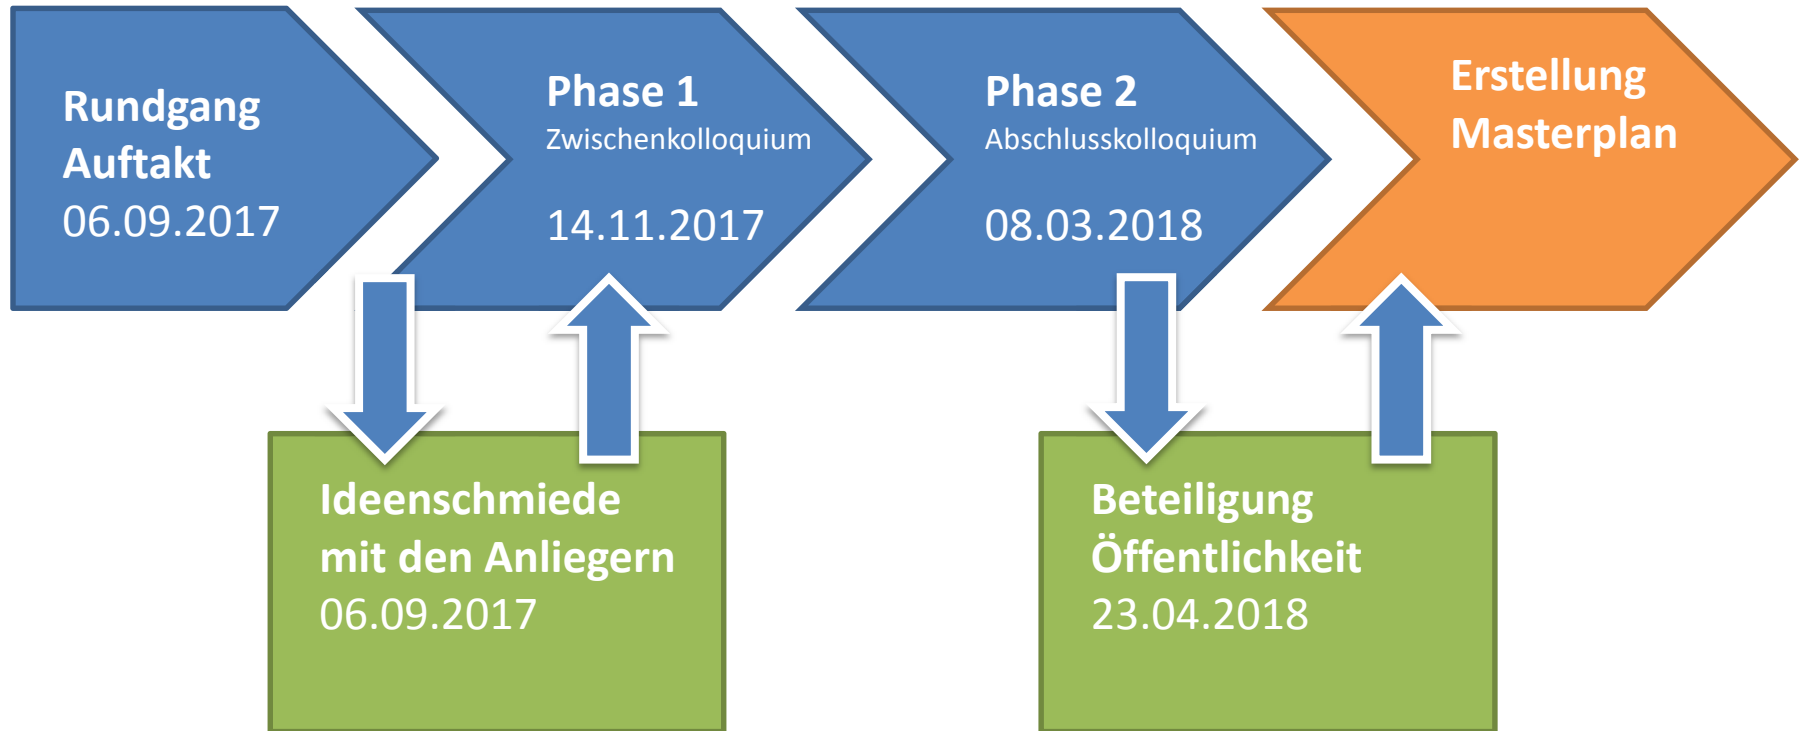 Rundgang
Auftakt
06.09.2017
Phase 1
Zwischenkolloquium
14.11.2017
Phase 2
Abschlusskolloquium
08.03.2018
Erstellung
Masterplan
Ideenschmiede
mit den Anliegern
06.09.2017
Beteiligung
Öffentlichkeit
23.04.2018